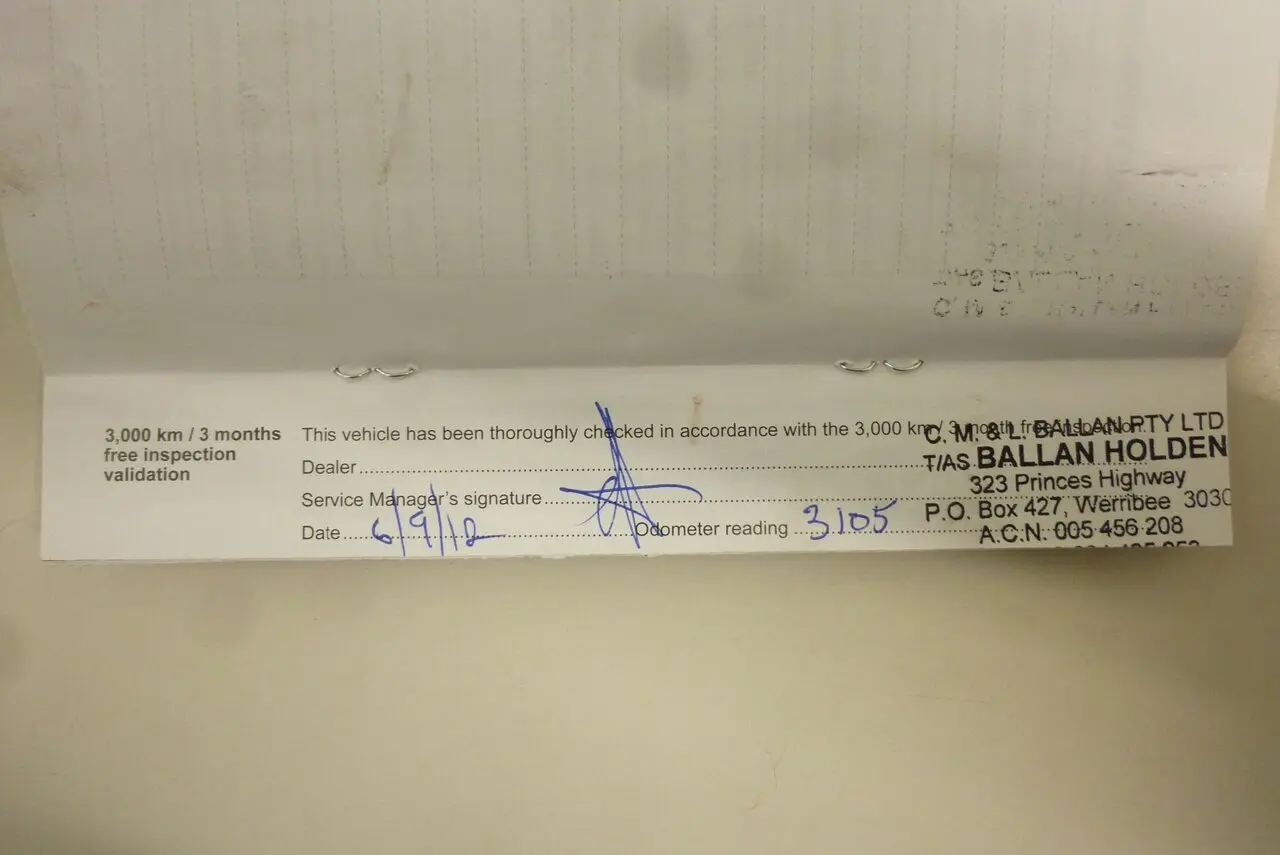 3,000 km / 3 months
free inspection
validation
This vehicle has been thoroughly checked in accordance with the 3,000 km / 3 month free inspection.
Dealer
Service Manager's signature
Date 6/9/12 Odometer reading 3105
C. M. & L. BALLAN PTY LTD
T/AS BALLAN HOLDEN
323 Princes Highway
P.O. Box 427, Werribee 3030
A.C.N. 005 456 208